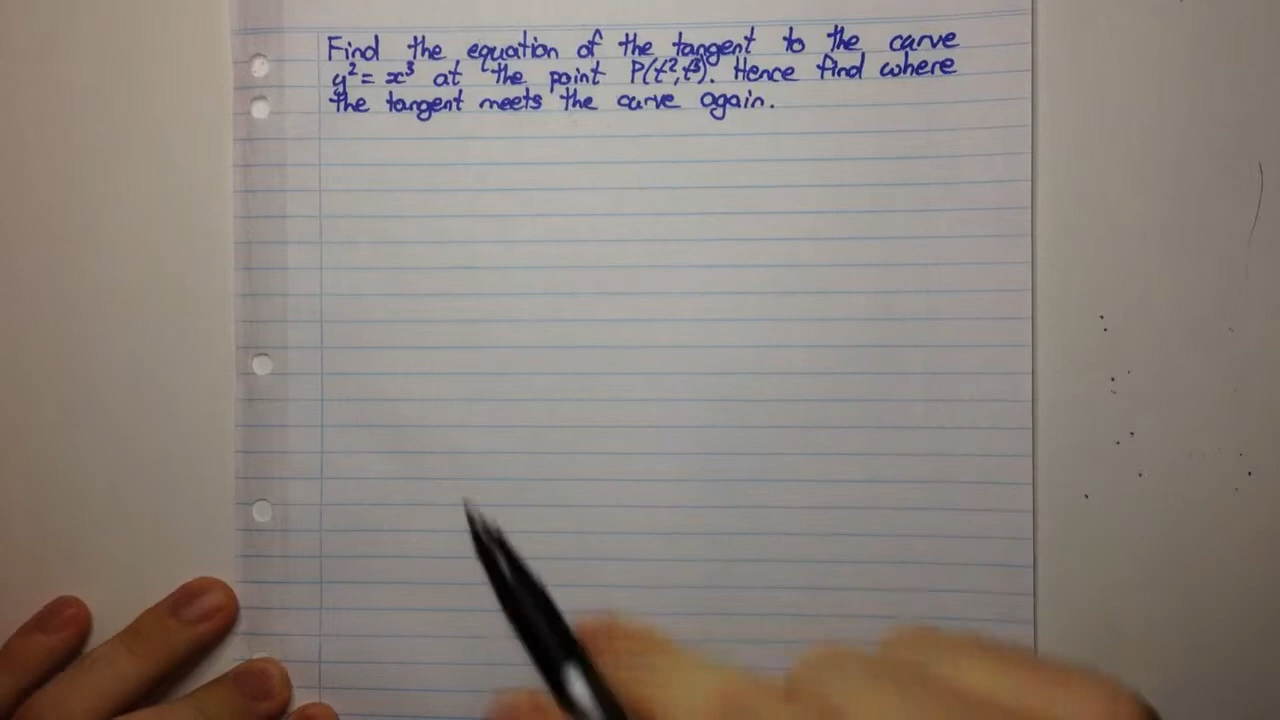 Find the equation of the tangent to the curve
y² = x³ at the point P(t², t³). Hence find where
the tangent meets the curve again.